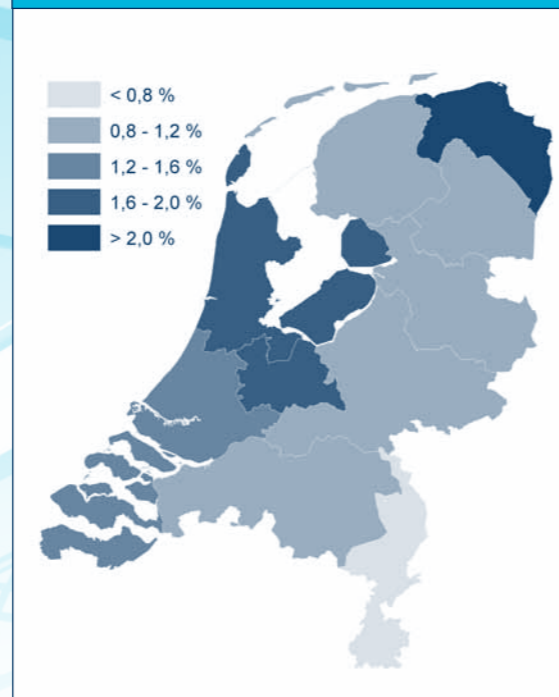 < 0,8 %
0,8 - 1,2 %
1,2 - 1,6 %
1,6 - 2,0 %
> 2,0 %